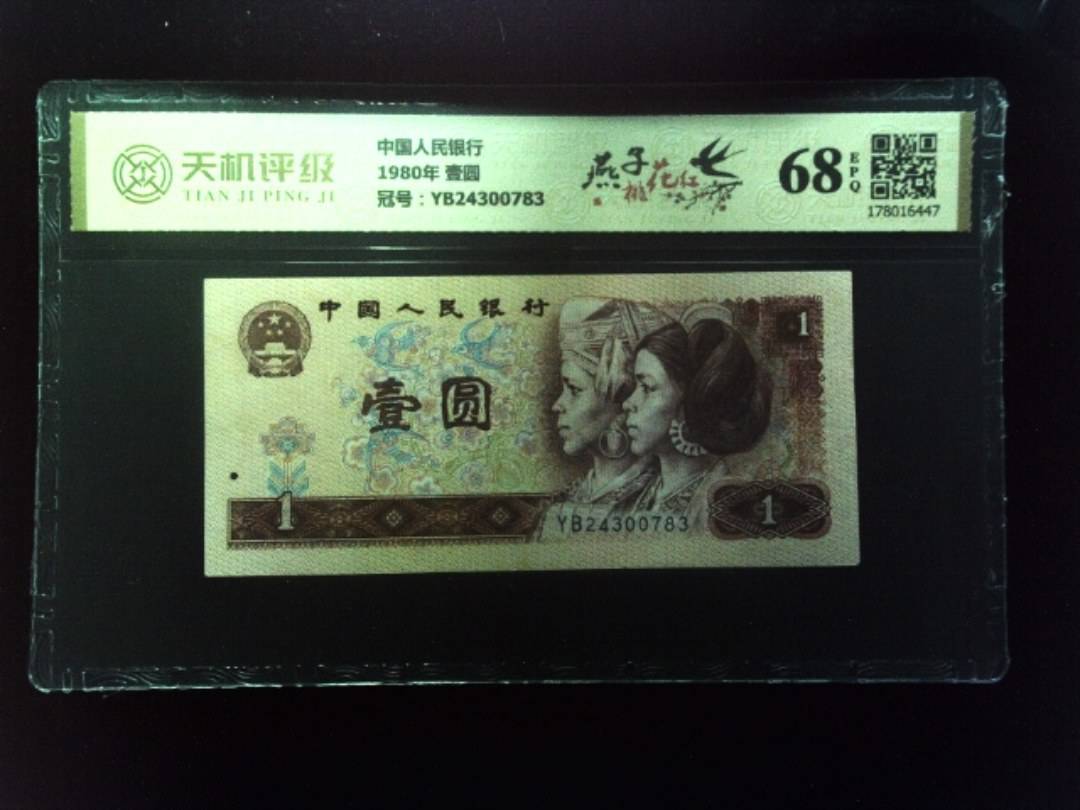 天机评级
TIAN JI PING JI
中国人民银行
1980年 壹圆
冠号：YB24300783
燕子
桃花红
68
EPQ
178016447
中国人民银行
1
壹圆
1
YB24300783
1